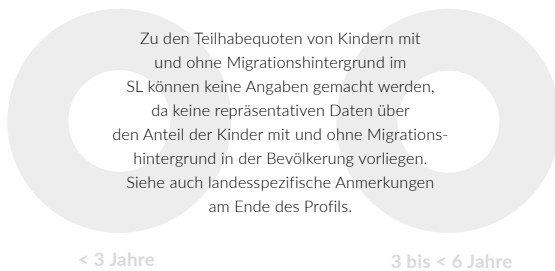 Zu den Teilhabequoten von Kindern mit
und ohne Migrationshintergrund im
SL können keine Angaben gemacht werden,
da keine repräsentativen Daten über
den Anteil der Kinder mit und ohne Migrations-
hintergrund in der Bevölkerung vorliegen.
Siehe auch landesspezifische Anmerkungen
am Ende des Profils.
< 3 Jahre
3 bis < 6 Jahre